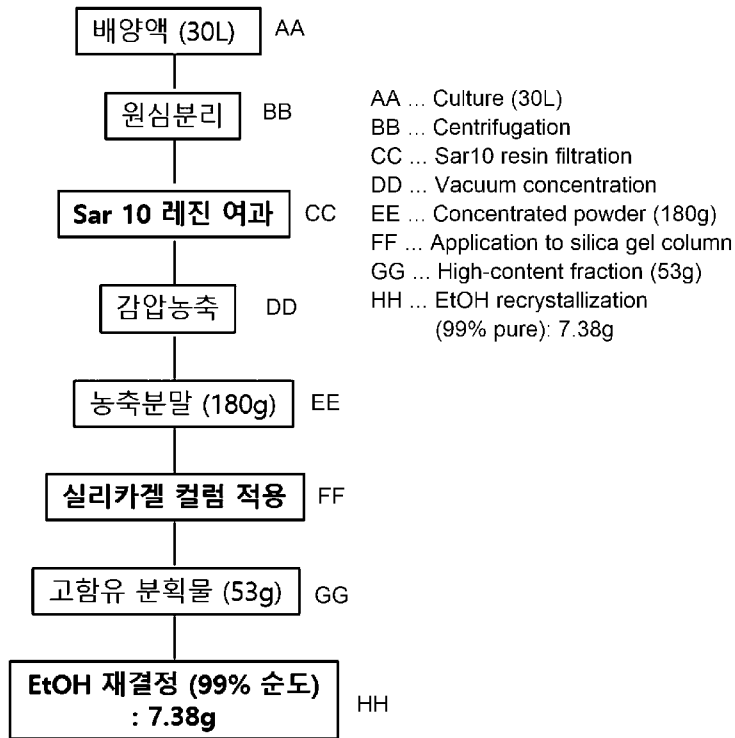 배양액 (30L) AA
원심분리 BB
Sar 10 레진 여과 CC
감압농축 DD
농축분말 (180g) EE
실리카겔 컬럼 적용 FF
고함유 분획물 (53g) GG
EtOH 재결정 (99% 순도)
: 7.38g HH
AA ... Culture (30L)
BB ... Centrifugation
CC ... Sar10 resin filtration
DD ... Vacuum concentration
EE ... Concentrated powder (180g)
FF ... Application to silica gel column
GG ... High-content fraction (53g)
HH ... EtOH recrystallization
(99% pure): 7.38g